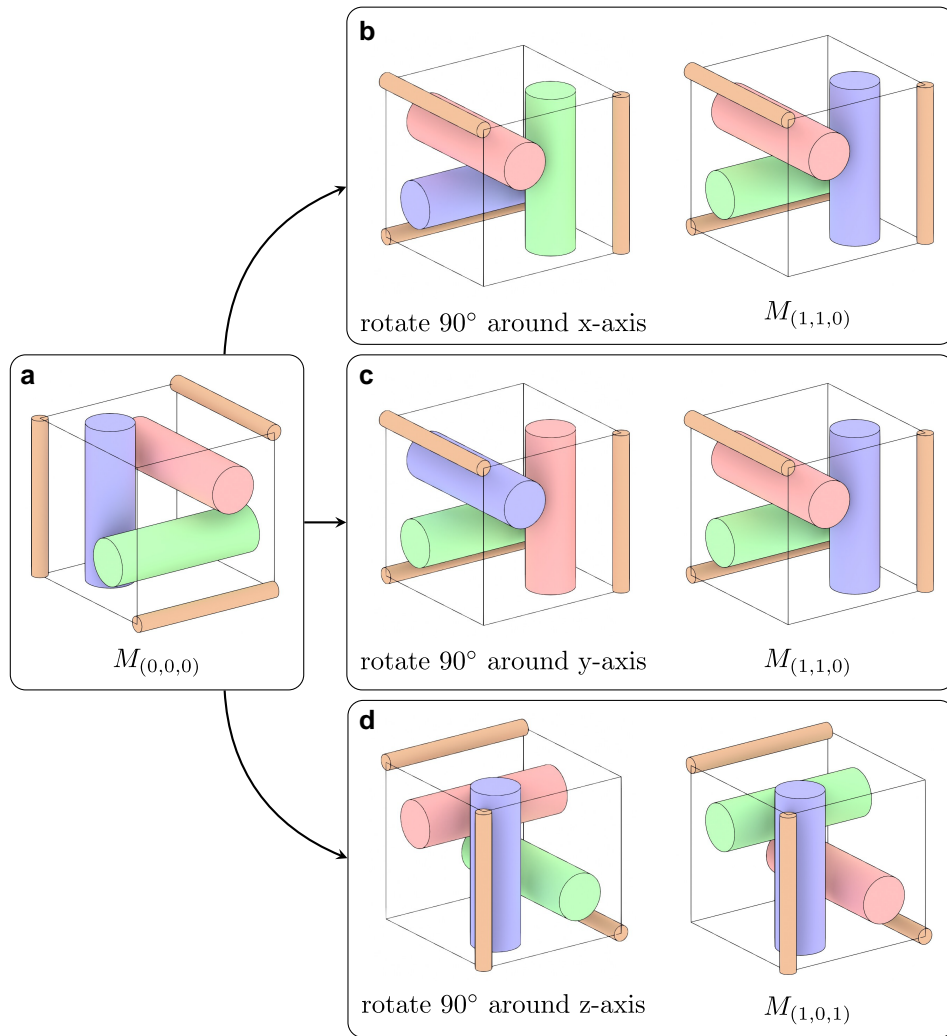 b
rotate 90° around x-axis
M(1,1,0)
a
M(0,0,0)
c
rotate 90° around y-axis
M(1,1,0)
d
rotate 90° around z-axis
M(1,0,1)